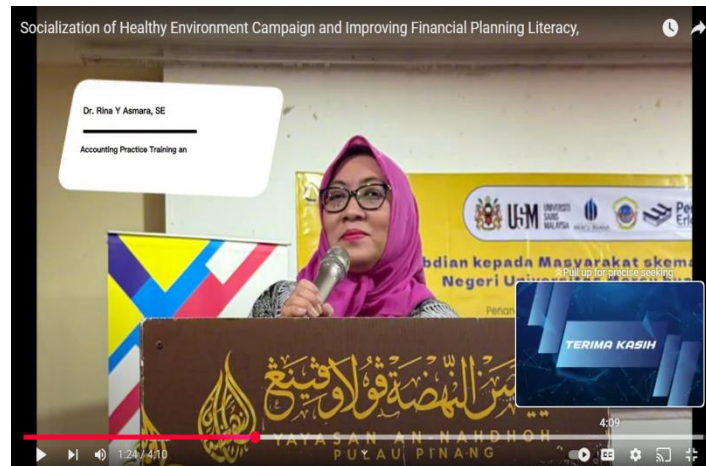 Socialization of Healthy Environment Campaign and Improving Financial Planning Literacy,
Dr. Rina Y Asmara, SE
Accounting Practice Training an
USM
UNIVERSITI
SAINS
MALAYSIA
bdian kepada Masyarakat skema
Negeri Universitas
Penang
Pull up for precise seeking
TERIMA KASIH
4:09
YAYASAN AN-NAHDHOH
PULAU PINANG
1:24 / 4:10